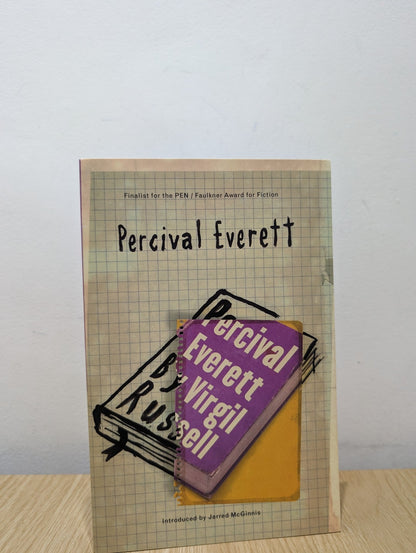 Finalist for the PEN / Faulkner Award for Fiction
Percival Everett
Percival
Everett
Virgil
Russell
By
Russ
Introduced by Jarred McGinnis